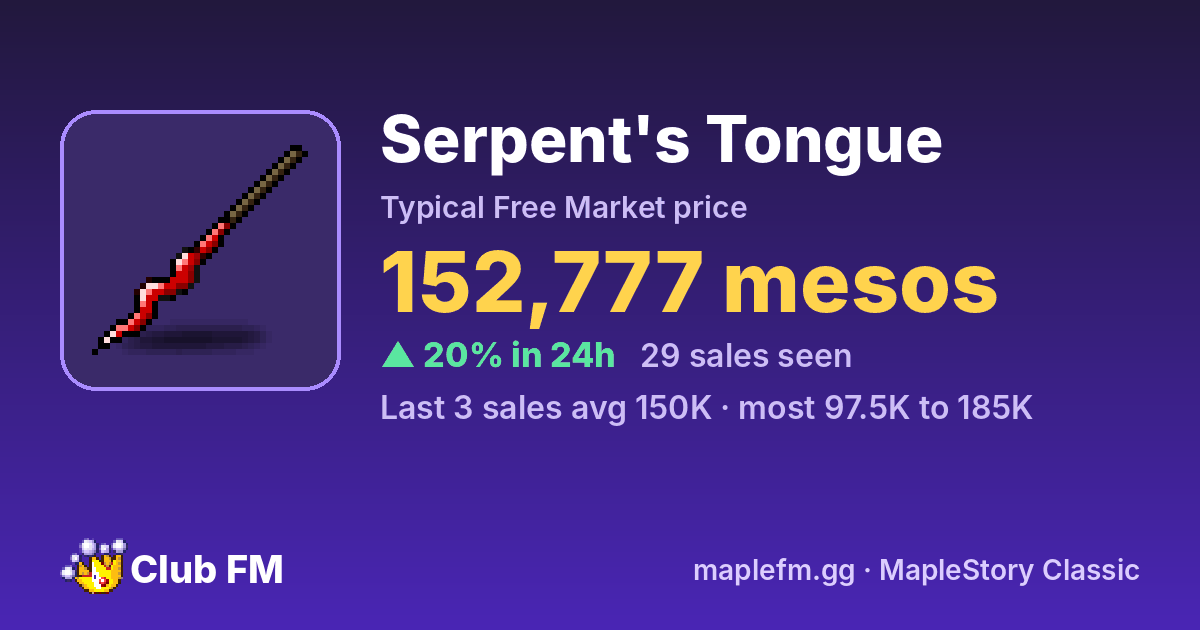 Serpent's Tongue
Typical Free Market price
152,777 mesos
▲ 20% in 24h 29 sales seen
Last 3 sales avg 150K · most 97.5K to 185K
Club FM
maplefm.gg · MapleStory Classic